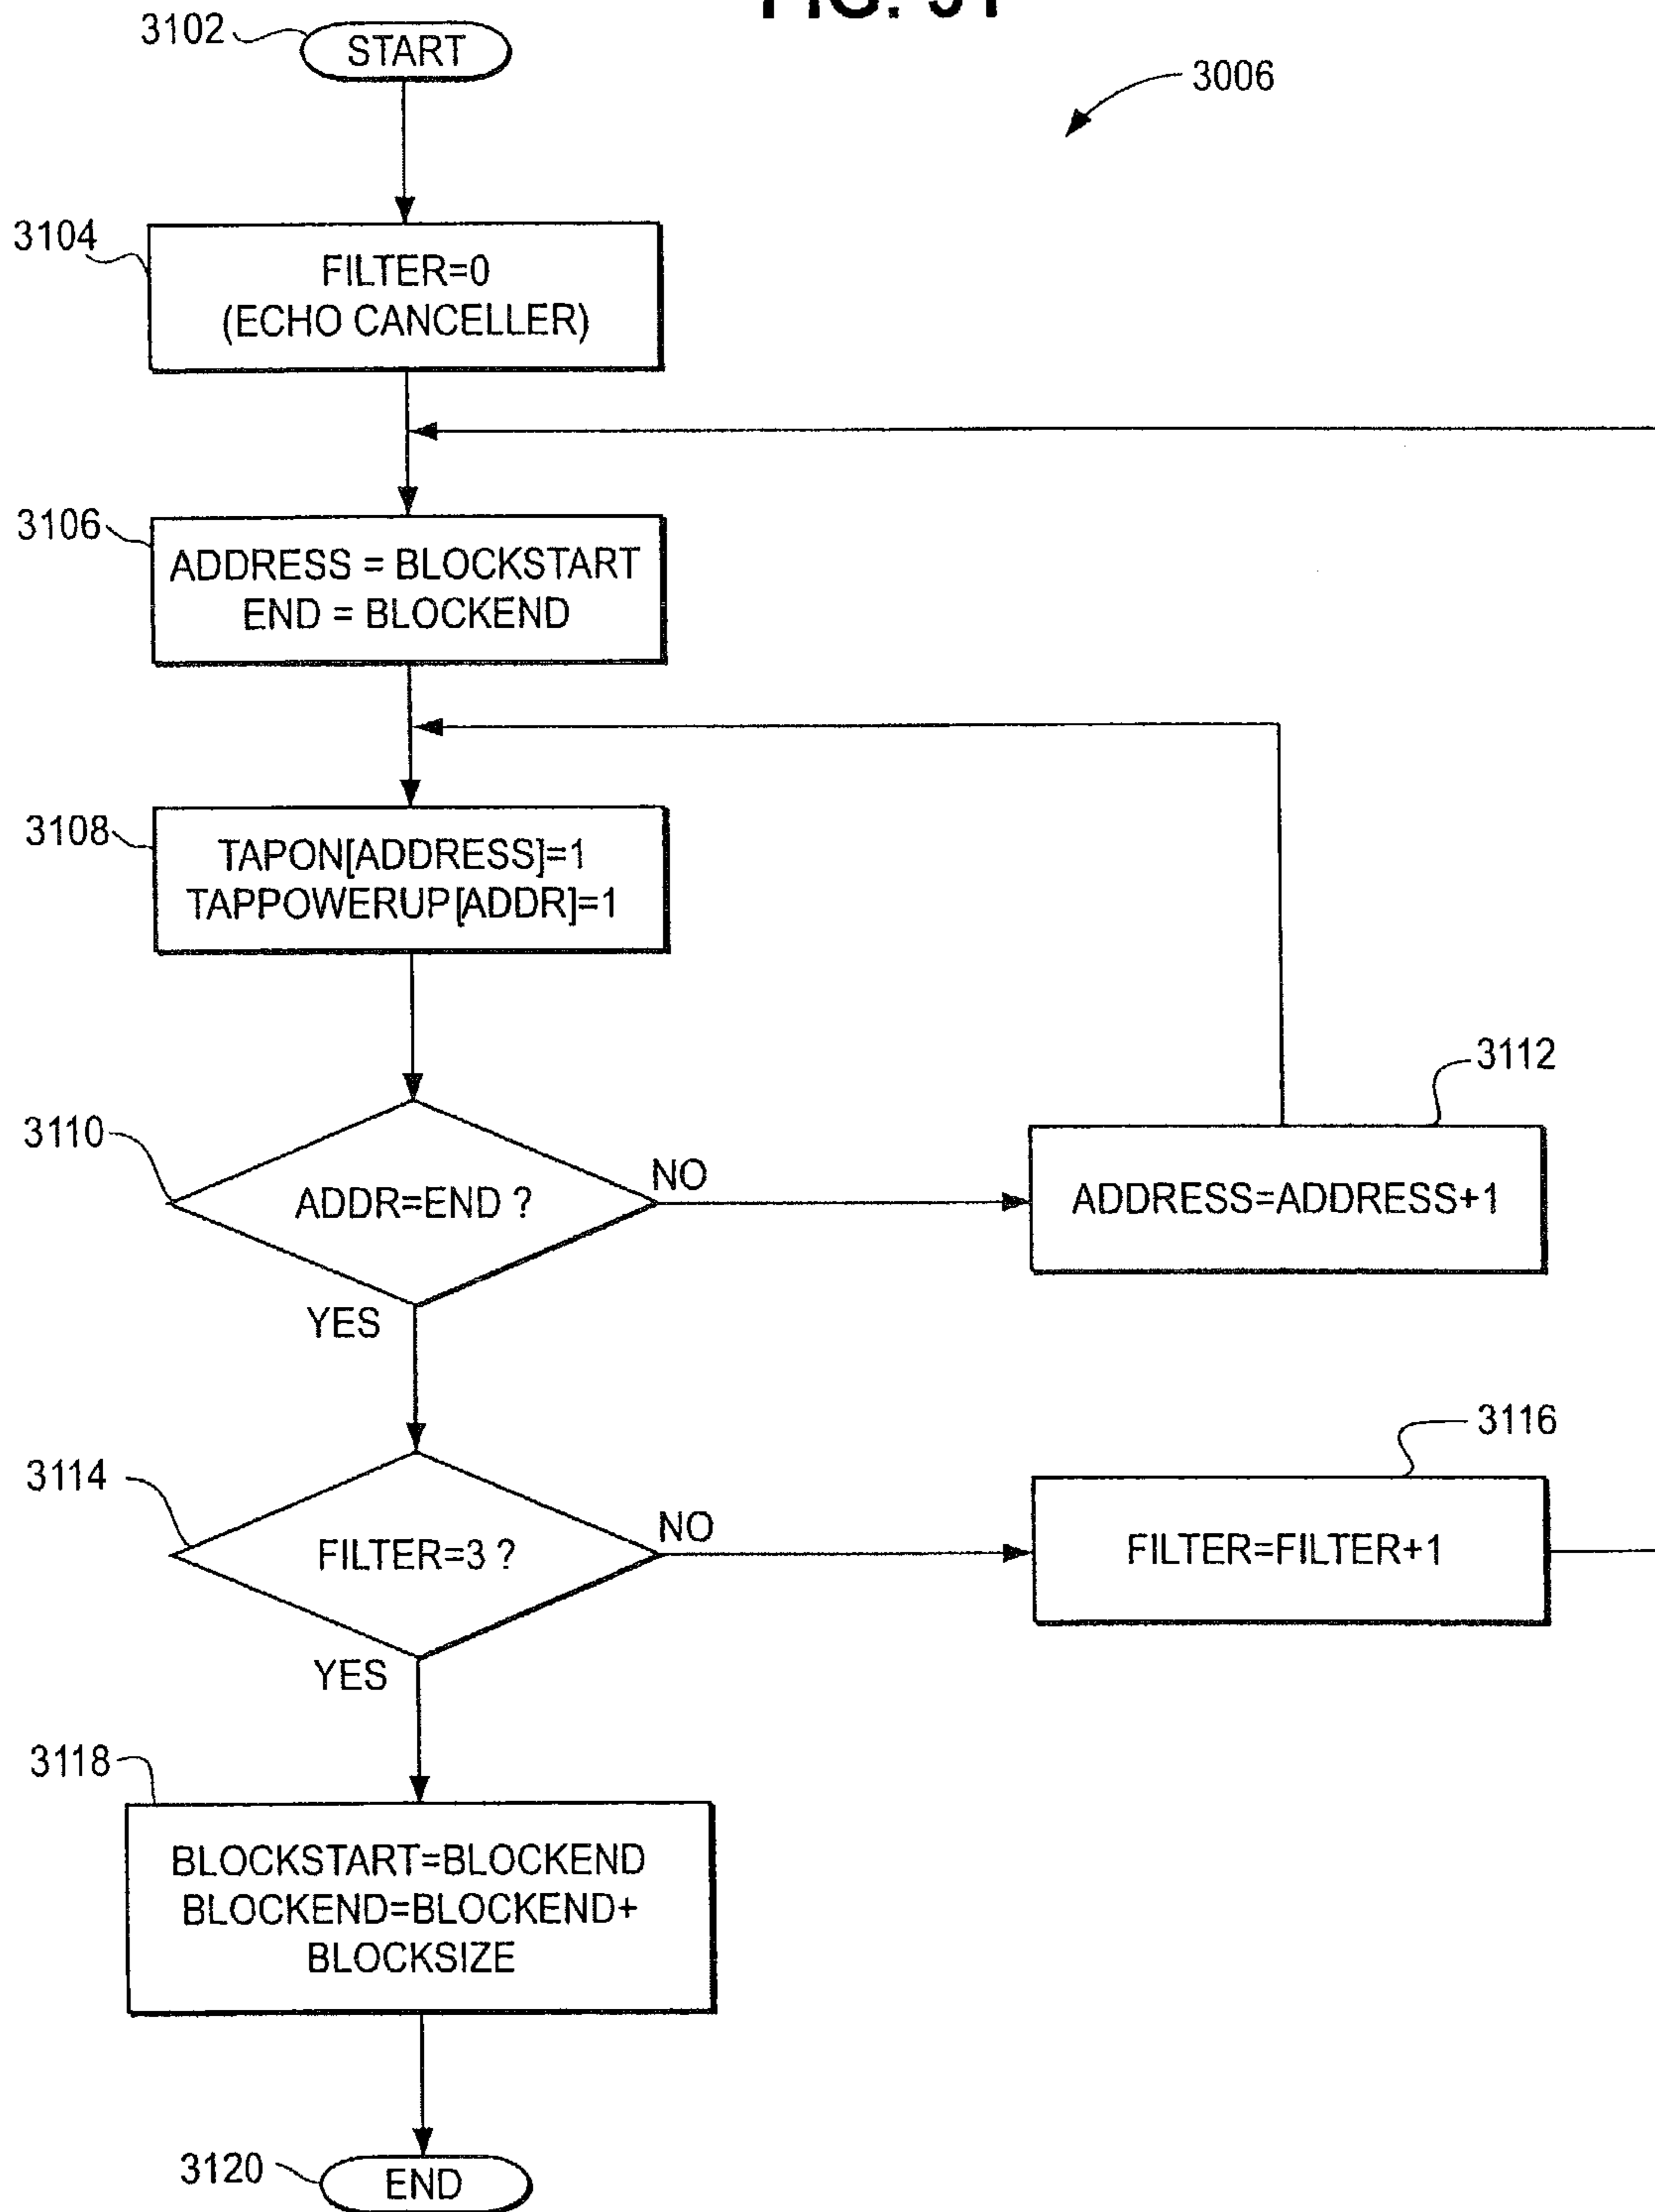 FIG. 31
3102
START
3006
3104
FILTER=0
(ECHO CANCELLER)
3106
ADDRESS = BLOCKSTART
END = BLOCKEND
3108
TAPON[ADDRESS]=1
TAPPOWERUP[ADDR]=1
3110
ADDR=END ?
NO
3112
ADDRESS=ADDRESS+1
YES
3114
FILTER=3 ?
NO
3116
FILTER=FILTER+1
YES
3118
BLOCKSTART=BLOCKEND
BLOCKEND=BLOCKEND+
BLOCKSIZE
3120
END